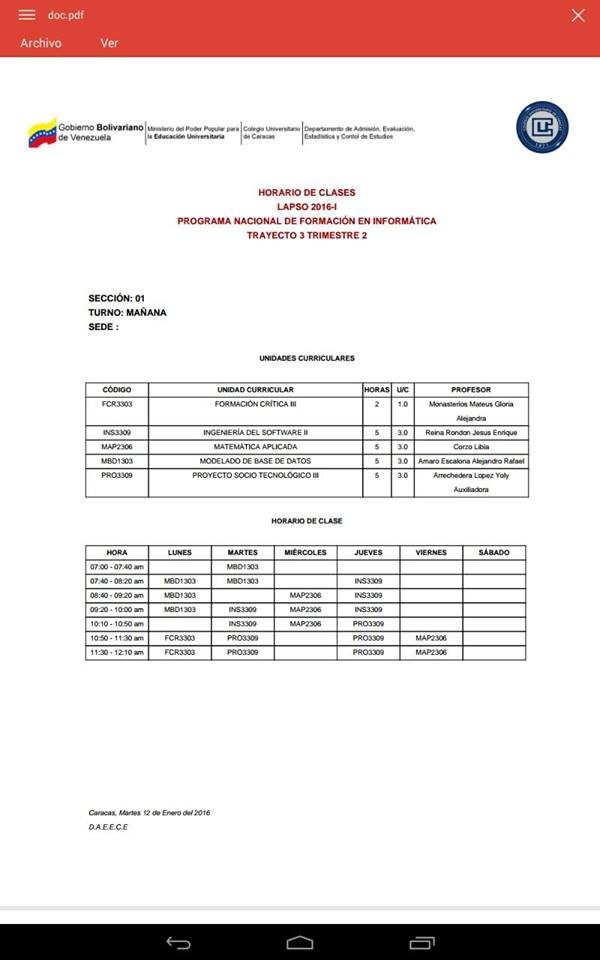 doc.pdf
Archivo Ver
Gobierno Bolivariano de Venezuela
Ministerio del Poder Popular para la Educación Universitaria
Colegio Universitario de Caracas
Departamento de Admisión, Evaluación, Estadística y Contol de Estudios
HORARIO DE CLASES
LAPSO 2016-I
PROGRAMA NACIONAL DE FORMACIÓN EN INFORMÁTICA
TRAYECTO 3 TRIMESTRE 2
SECCIÓN: 01
TURNO: MAÑANA
SEDE :
UNIDADES CURRICULARES
CÓDIGO UNIDAD CURRICULAR HORAS U/C PROFESOR
FCR3303 FORMACIÓN CRÍTICA III 2 1.0 Monasterios Mateus Gloria
Alejandra
INS3309 INGENIERÍA DEL SOFTWARE II 5 3.0 Reina Rondon Jesus Enrique
MAP2306 MATEMÁTICA APLICADA 5 3.0 Corzo Libia
MBD1303 MODELADO DE BASE DE DATOS 5 3.0 Amaro Escalona Alejandro Rafael
PRO3309 PROYECTO SOCIO TECNOLÓGICO III 5 3.0 Arrechedera Lopez Yoly
Auxiliadora
HORARIO DE CLASE
HORA LUNES MARTES MIÉRCOLES JUEVES VIERNES SÁBADO
07:00 - 07:40 am MBD1303
07:40 - 08:20 am MBD1303 MBD1303 INS3309
08:40 - 09:20 am MBD1303 MAP2306 INS3309
09:20 - 10:00 am MBD1303 INS3309 MAP2306 INS3309
10:10 - 10:50 am INS3309 MAP2306 PRO3309
10:50 - 11:30 am FCR3303 PRO3309 PRO3309 MAP2306
11:30 - 12:10 am FCR3303 PRO3309 PRO3309 MAP2306
Caracas, Martes 12 de Enero del 2016
D.A.E.E.C.E